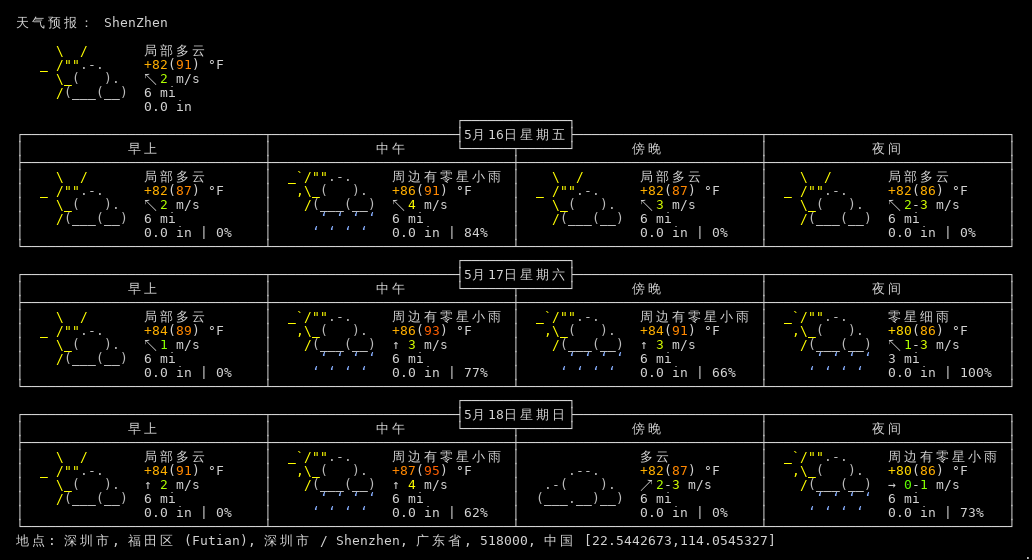 天气预报： ShenZhen
局部多云
+82(91) °F
↖ 2 m/s
6 mi
0.0 in
5月16日星期五
早上 中午 傍晚 夜间
局部多云 周边有零星小雨 局部多云 局部多云
+82(87) °F +86(91) °F +82(87) °F +82(86) °F
↖ 2 m/s ↖ 4 m/s ↖ 3 m/s ↖ 2-3 m/s
6 mi 6 mi 6 mi 6 mi
0.0 in | 0% 0.0 in | 84% 0.0 in | 0% 0.0 in | 0%
5月17日星期六
早上 中午 傍晚 夜间
局部多云 周边有零星小雨 周边有零星小雨 零星细雨
+84(89) °F +86(93) °F +84(91) °F +80(86) °F
↖ 1 m/s ↑ 3 m/s ↑ 3 m/s ↖ 1-3 m/s
6 mi 6 mi 6 mi 3 mi
0.0 in | 0% 0.0 in | 77% 0.0 in | 66% 0.0 in | 100%
5月18日星期日
早上 中午 傍晚 夜间
局部多云 周边有零星小雨 多云 周边有零星小雨
+84(91) °F +87(95) °F +82(87) °F +80(86) °F
↑ 2 m/s ↑ 4 m/s ↗ 2-3 m/s → 0-1 m/s
6 mi 6 mi 6 mi 6 mi
0.0 in | 0% 0.0 in | 62% 0.0 in | 0% 0.0 in | 73%
地点: 深圳市, 福田区 (Futian), 深圳市 / Shenzhen, 广东省, 518000, 中国 [22.5442673,114.0545327]